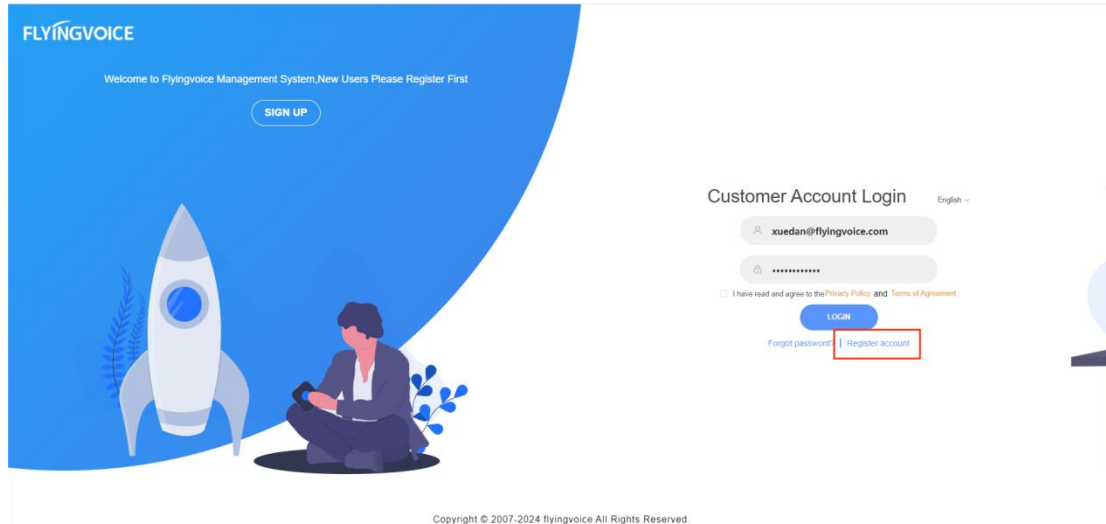 FLYINGVOICE
Welcome to Flyingvoice Management System,New Users Please Register First
SIGN UP
Customer Account Login
English
xuedan@flyingvoice.com
••••••••••••
I have read and agree to the Privacy Policy and Terms of Agreement
LOGIN
Forgot password? | Register account
Copyright © 2007-2024 flyingvoice All Rights Reserved.